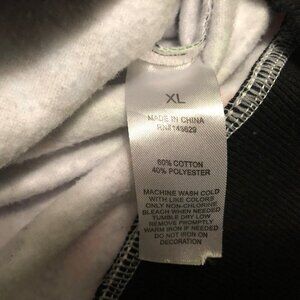 XL
MADE IN CHINA
RN# 149629
60% COTTON
40% POLYESTER
MACHINE WASH COLD
WITH LIKE COLORS
ONLY NON-CHLORINE
BLEACH WHEN NEEDED
TUMBLE DRY LOW
REMOVE PROMPTLY
WARM IRON IF NEEDED
DO NOT IRON ON
DECORATION